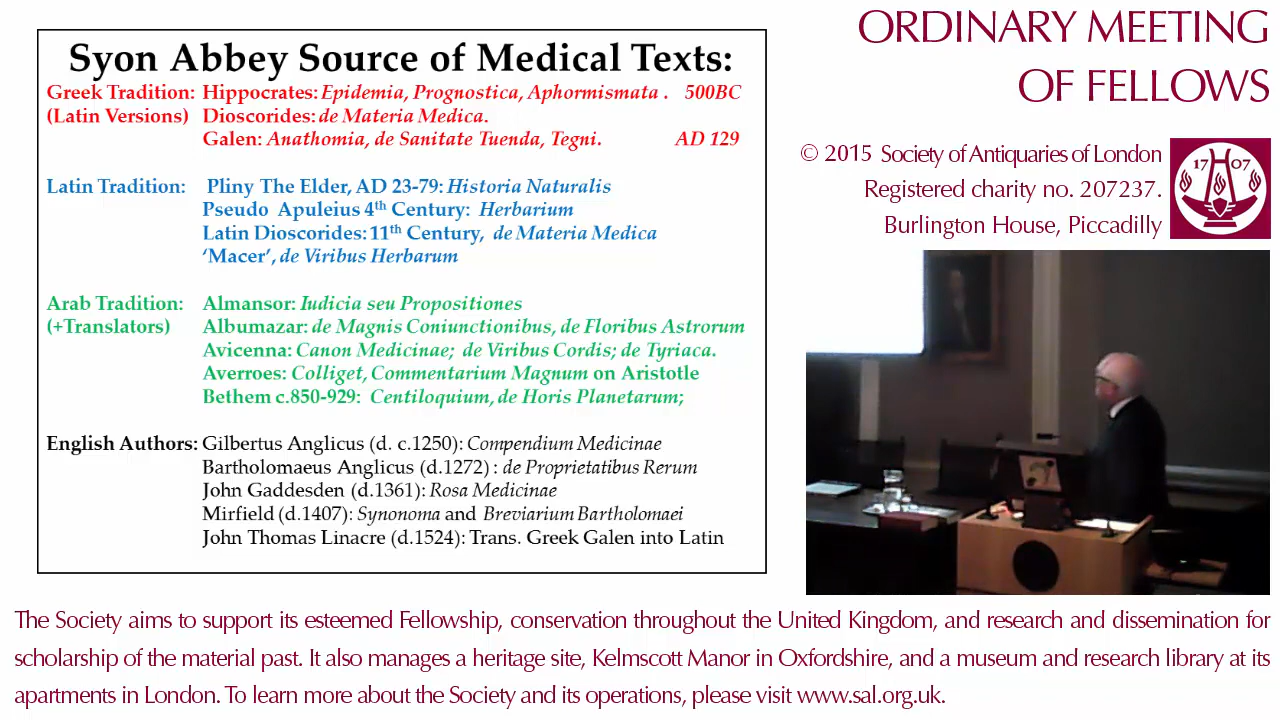 Syon Abbey Source of Medical Texts:
Greek Tradition: Hippocrates: Epidemia, Prognostica, Aphormismata . 500BC
(Latin Versions) Dioscorides: de Materia Medica.
Galen: Anathomia, de Sanitate Tuenda, Tegni. AD 129
Latin Tradition: Pliny The Elder, AD 23-79: Historia Naturalis
Pseudo Apuleius 4th Century: Herbarium
Latin Dioscorides: 11th Century, de Materia Medica
‘Macer’, de Viribus Herbarum
Arab Tradition: Almansor: Iudicia seu Propositiones
(+Translators) Albumazar: de Magnis Coniunctionibus, de Floribus Astrorum
Avicenna: Canon Medicinae; de Viribus Cordis; de Tyriaca.
Averroes: Colliget, Commentarium Magnum on Aristotle
Bethem c.850-929: Centiloquium, de Horis Planetarum;
English Authors: Gilbertus Anglicus (d. c.1250): Compendium Medicinae
Bartholomaeus Anglicus (d.1272) : de Proprietatibus Rerum
John Gaddesden (d.1361): Rosa Medicinae
Mirfield (d.1407): Synonoma and Breviarium Bartholomaei
John Thomas Linacre (d.1524): Trans. Greek Galen into Latin
ORDINARY MEETING
OF FELLOWS
© 2015 Society of Antiquaries of London
Registered charity no. 207237.
Burlington House, Piccadilly
1707
The Society aims to support its esteemed Fellowship, conservation throughout the United Kingdom, and research and dissemination for
scholarship of the material past. It also manages a heritage site, Kelmscott Manor in Oxfordshire, and a museum and research library at its
apartments in London. To learn more about the Society and its operations, please visit www.sal.org.uk.